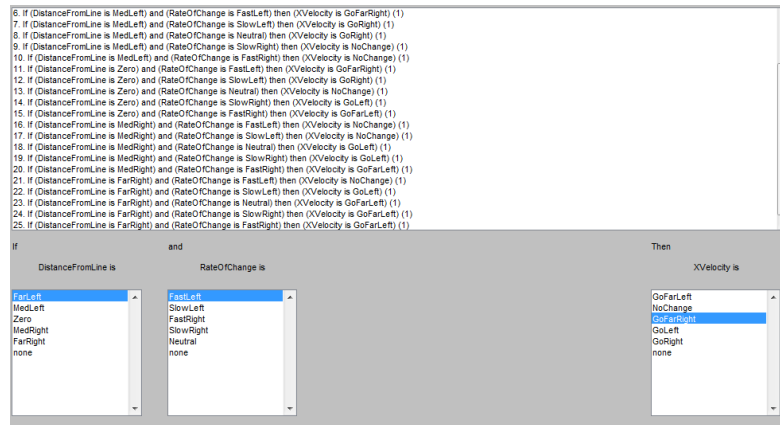 6. If (DistanceFromLine is MedLeft) and (RateOfChange is FastLeft) then (XVelocity is GoFarRight) (1)
7. If (DistanceFromLine is MedLeft) and (RateOfChange is SlowLeft) then (XVelocity is GoRight) (1)
8. If (DistanceFromLine is MedLeft) and (RateOfChange is Neutral) then (XVelocity is GoRight) (1)
9. If (DistanceFromLine is MedLeft) and (RateOfChange is SlowRight) then (XVelocity is NoChange) (1)
10. If (DistanceFromLine is MedLeft) and (RateOfChange is FastRight) then (XVelocity is NoChange) (1)
11. If (DistanceFromLine is Zero) and (RateOfChange is FastLeft) then (XVelocity is GoFarRight) (1)
12. If (DistanceFromLine is Zero) and (RateOfChange is SlowLeft) then (XVelocity is GoRight) (1)
13. If (DistanceFromLine is Zero) and (RateOfChange is Neutral) then (XVelocity is NoChange) (1)
14. If (DistanceFromLine is Zero) and (RateOfChange is SlowRight) then (XVelocity is GoLeft) (1)
15. If (DistanceFromLine is Zero) and (RateOfChange is FastRight) then (XVelocity is GoFarLeft) (1)
16. If (DistanceFromLine is MedRight) and (RateOfChange is FastLeft) then (XVelocity is NoChange) (1)
17. If (DistanceFromLine is MedRight) and (RateOfChange is SlowLeft) then (XVelocity is NoChange) (1)
18. If (DistanceFromLine is MedRight) and (RateOfChange is Neutral) then (XVelocity is GoLeft) (1)
19. If (DistanceFromLine is MedRight) and (RateOfChange is SlowRight) then (XVelocity is GoLeft) (1)
20. If (DistanceFromLine is MedRight) and (RateOfChange is FastRight) then (XVelocity is GoFarLeft) (1)
21. If (DistanceFromLine is FarRight) and (RateOfChange is FastLeft) then (XVelocity is NoChange) (1)
22. If (DistanceFromLine is FarRight) and (RateOfChange is SlowLeft) then (XVelocity is GoLeft) (1)
23. If (DistanceFromLine is FarRight) and (RateOfChange is Neutral) then (XVelocity is GoFarLeft) (1)
24. If (DistanceFromLine is FarRight) and (RateOfChange is SlowRight) then (XVelocity is GoFarLeft) (1)
25. If (DistanceFromLine is FarRight) and (RateOfChange is FastRight) then (XVelocity is GoFarLeft) (1)
If
DistanceFromLine is
FarLeft
MedLeft
Zero
MedRight
FarRight
none
and
RateOfChange is
FastLeft
SlowLeft
FastRight
SlowRight
Neutral
none
Then
XVelocity is
GoFarLeft
NoChange
GoFarRight
GoLeft
GoRight
none